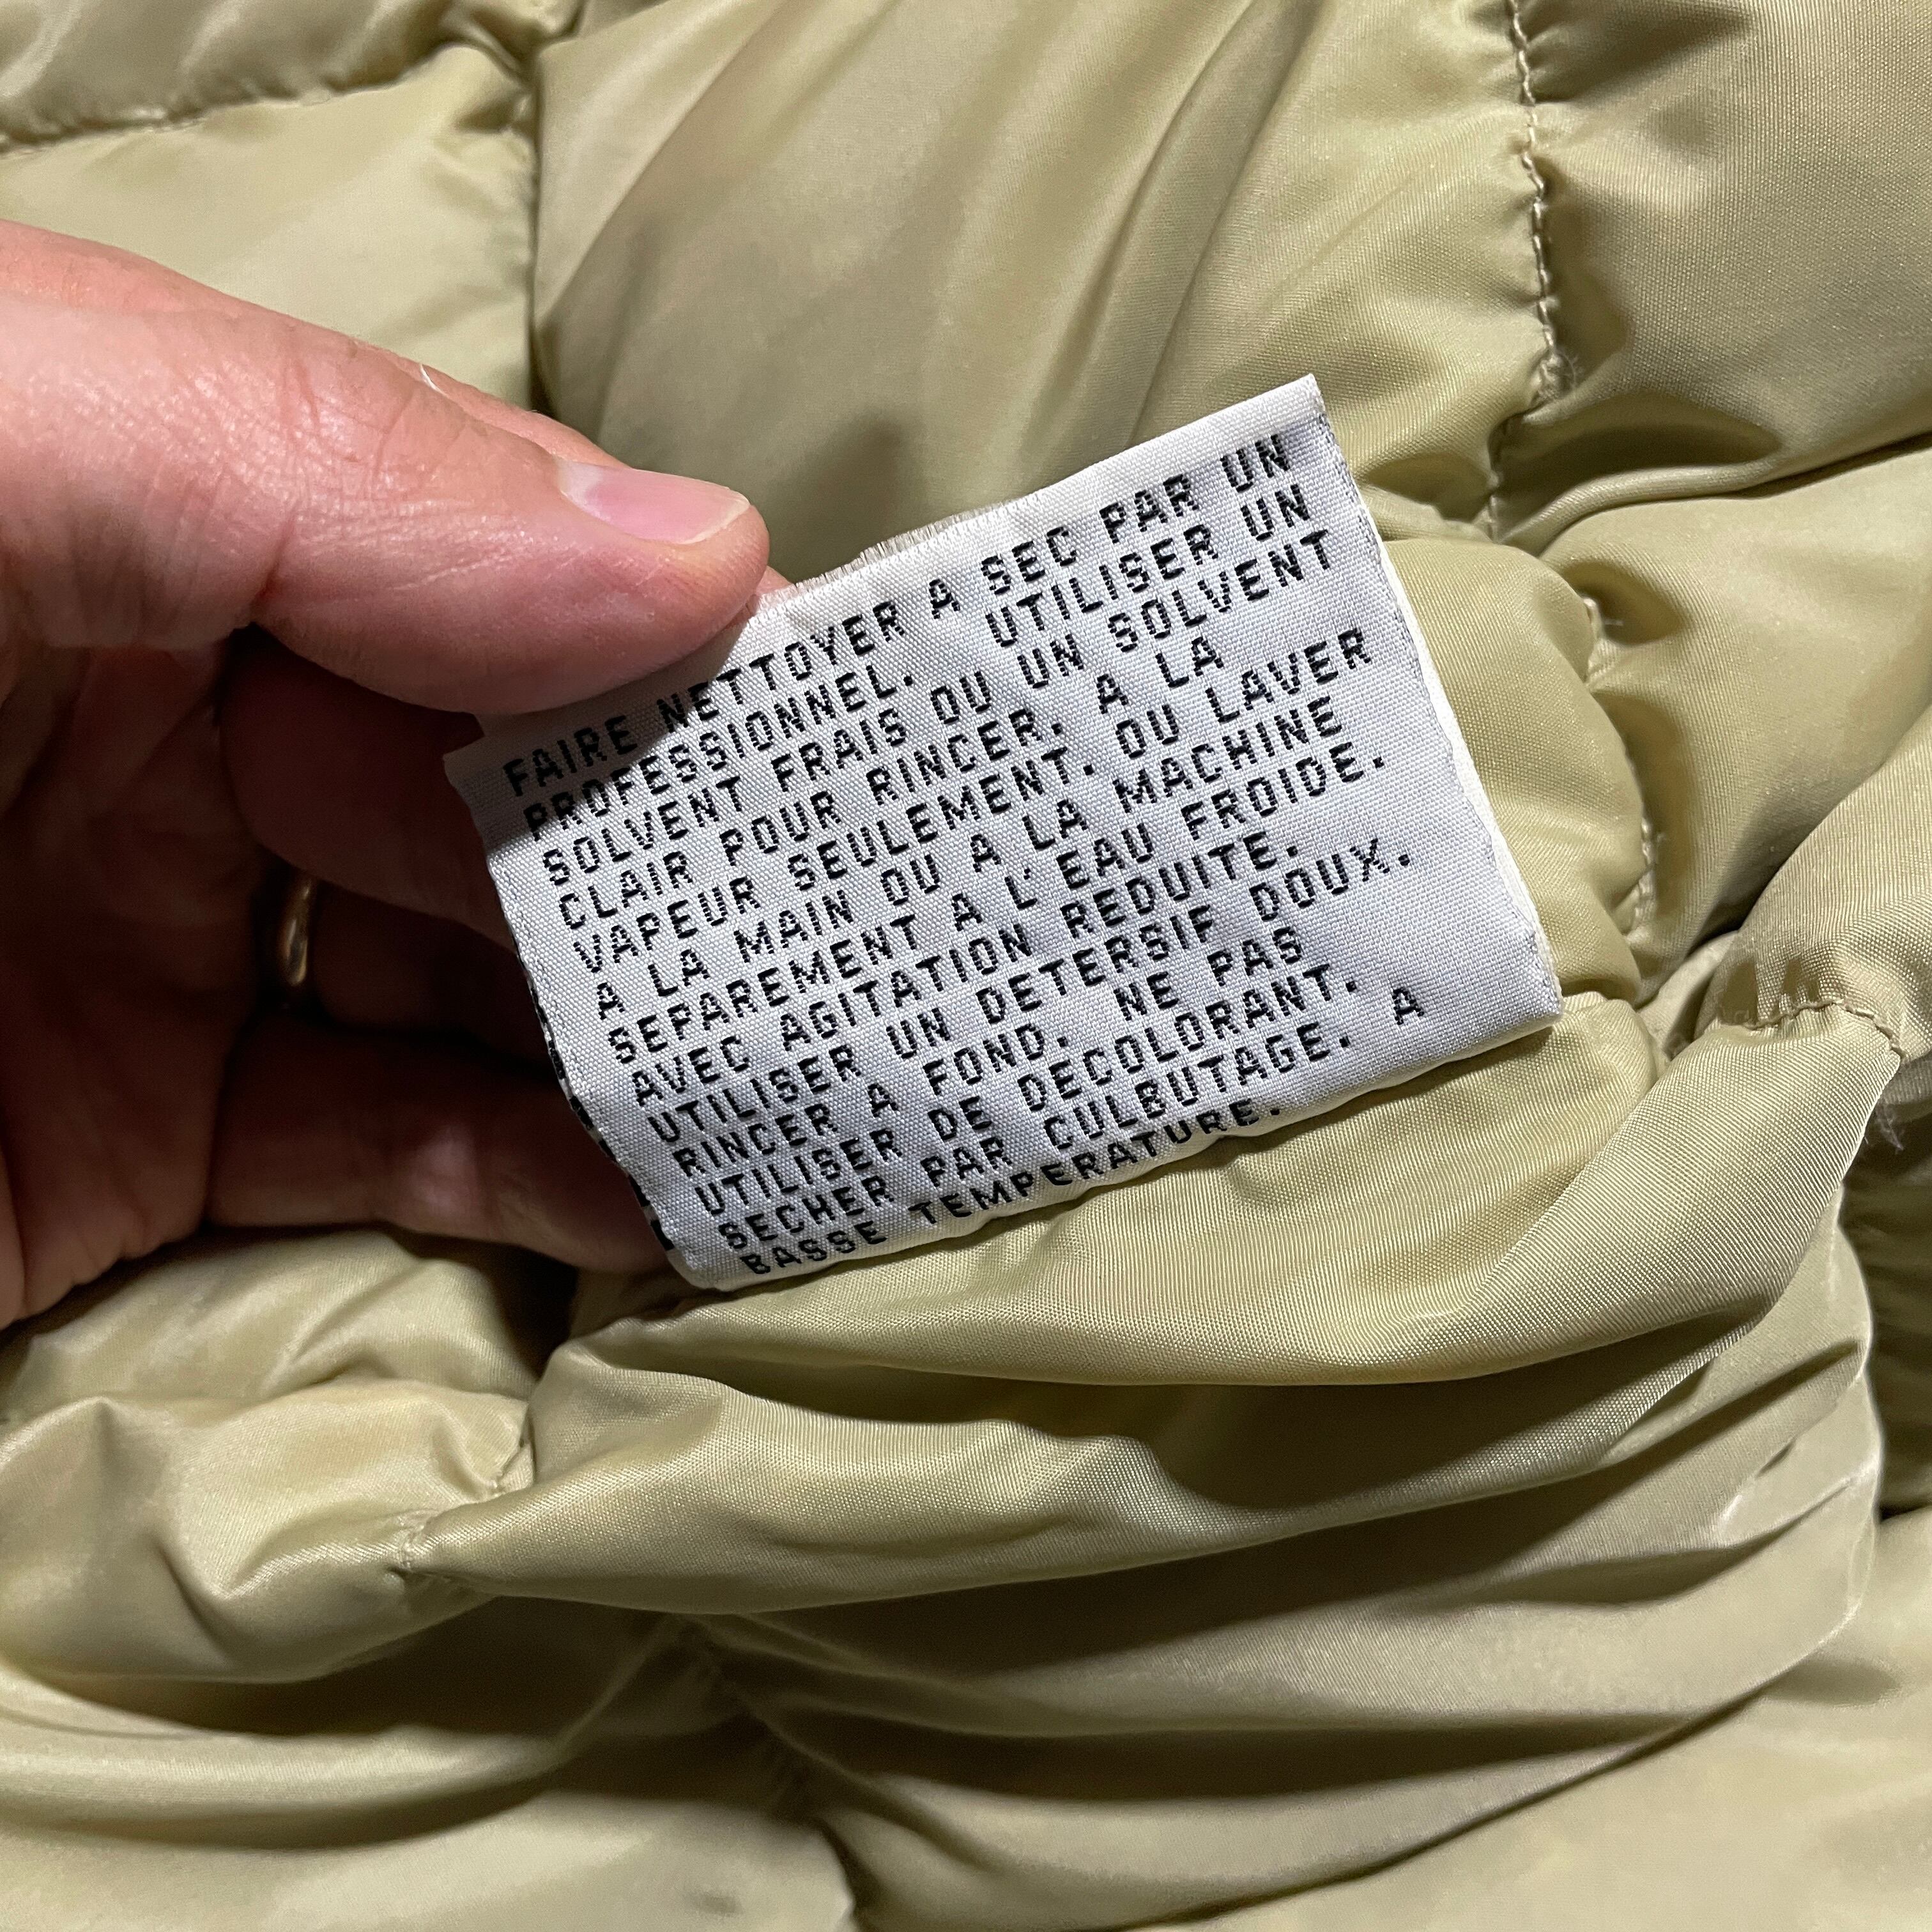 FAIRE NETTOYER A SEC PAR UN
PROFESSIONNEL. UTILISER UN
SOLVENT FRAIS OU UN SOLVENT
CLAIR POUR RINCER. A LA
VAPEUR SEULEMENT. OU LAVER
A LA MAIN OU A LA MACHINE
SEPAREMENT A L'EAU FROIDE.
AVEC AGITATION REDUITE.
UTILISER UN DETERSIF DOUX.
RINCER A FOND. NE PAS
UTILISER DE DECOLORANT.
SECHER PAR CULBUTAGE. A
BASSE TEMPERATURE.